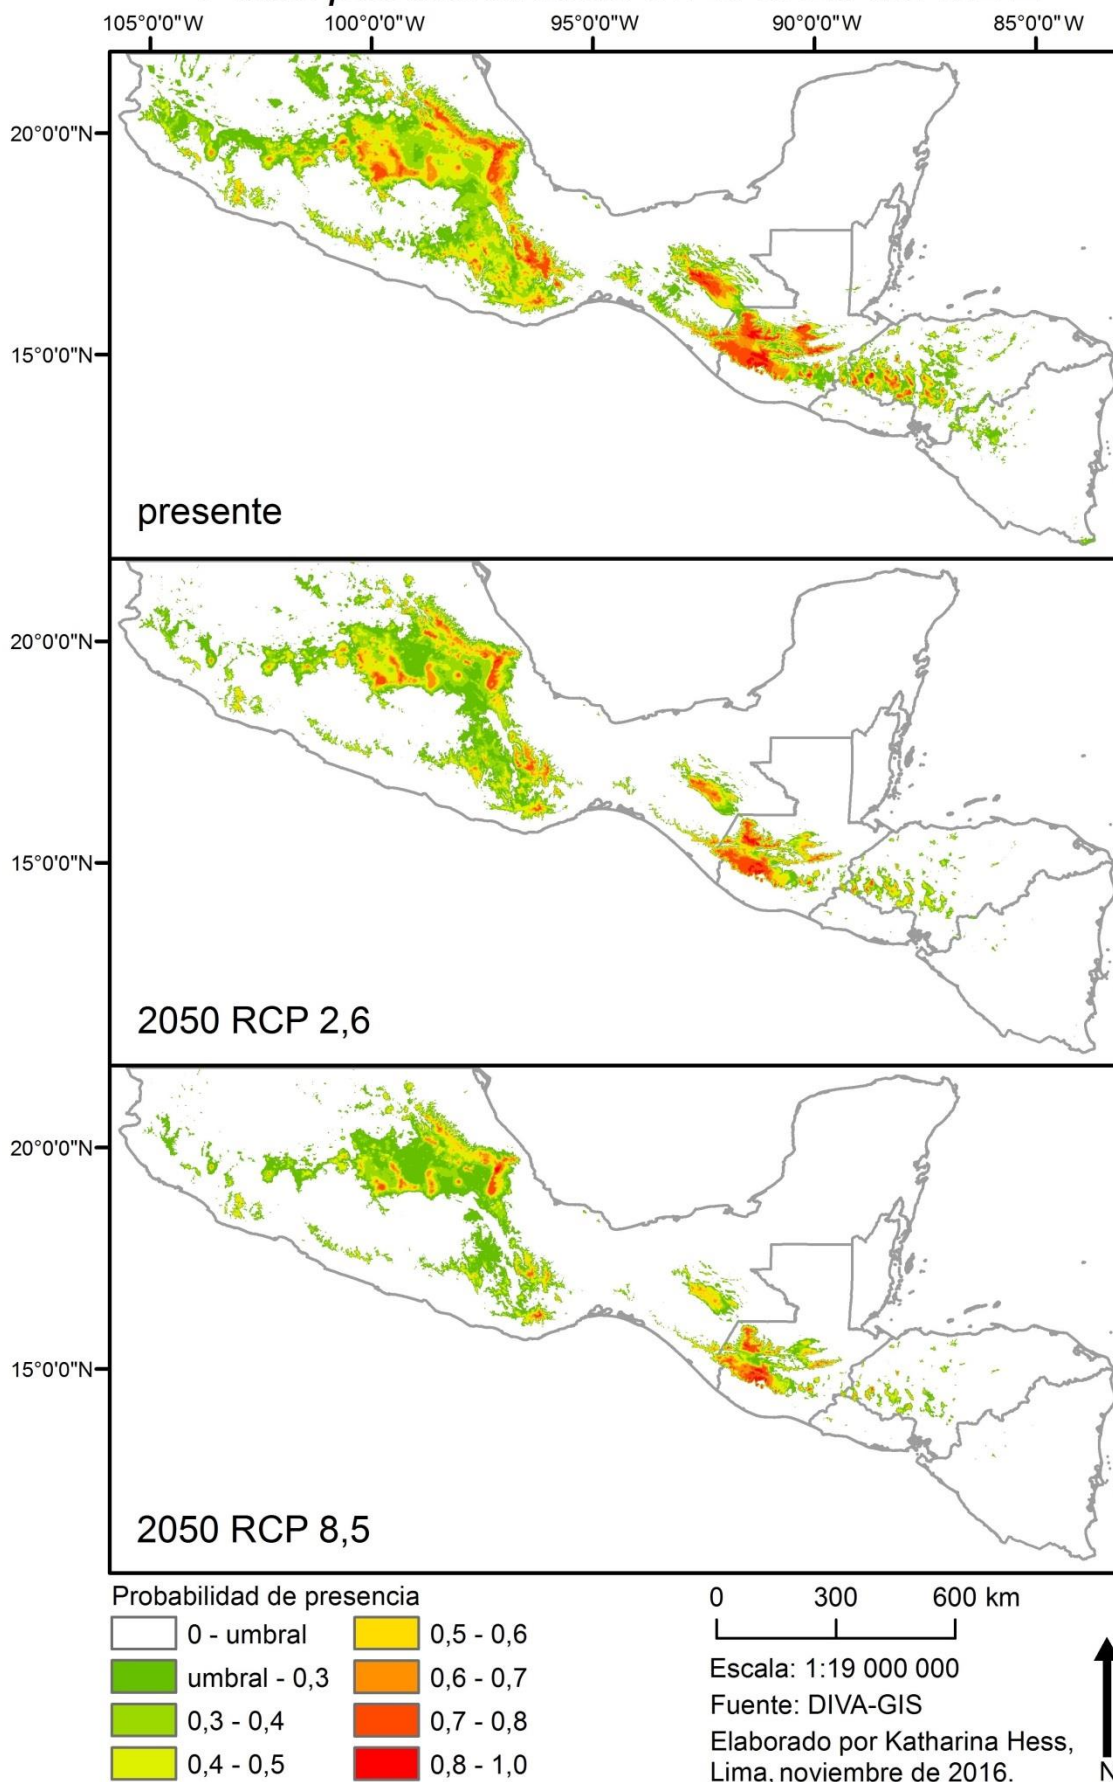 105°0'0"W 100°0'0"W 95°0'0"W 90°0'0"W 85°0'0"W
20°0'0"N
15°0'0"N
presente
20°0'0"N
15°0'0"N
2050 RCP 2,6
20°0'0"N
15°0'0"N
2050 RCP 8,5
Probabilidad de presencia
0 - umbral
umbral - 0,3
0,3 - 0,4
0,4 - 0,5
0,5 - 0,6
0,6 - 0,7
0,7 - 0,8
0,8 - 1,0
0 300 600 km
Escala: 1:19 000 000
Fuente: DIVA-GIS
Elaborado por Katharina Hess,
Lima, noviembre de 2016.
N